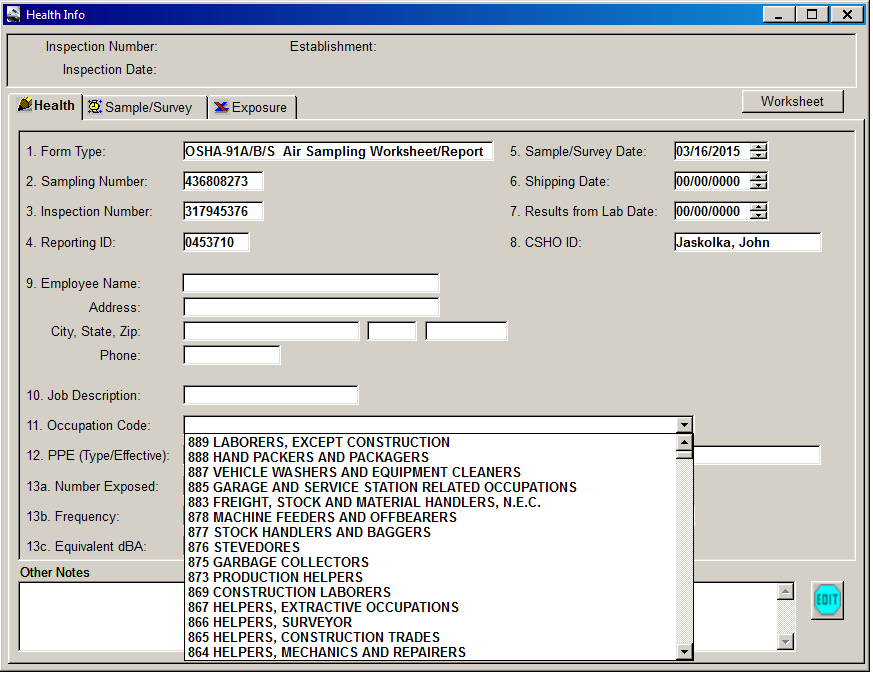 Health Info
Inspection Number: Establishment:
Inspection Date:
Health Sample/Survey Exposure Worksheet
1. Form Type: OSHA-91A/B/S Air Sampling Worksheet/Report 5. Sample/Survey Date: 03/16/2015
2. Sampling Number: 436808273 6. Shipping Date: 00/00/0000
3. Inspection Number: 317945376 7. Results from Lab Date: 00/00/0000
4. Reporting ID: 0453710 8. CSHO ID: Jaskolka, John
9. Employee Name:
Address:
City, State, Zip:
Phone:
10. Job Description:
11. Occupation Code:
889 LABORERS, EXCEPT CONSTRUCTION
12. PPE (Type/Effective): 888 HAND PACKERS AND PACKAGERS
887 VEHICLE WASHERS AND EQUIPMENT CLEANERS
13a. Number Exposed: 885 GARAGE AND SERVICE STATION RELATED OCCUPATIONS
883 FREIGHT, STOCK AND MATERIAL HANDLERS, N.E.C.
13b. Frequency: 878 MACHINE FEEDERS AND OFFBEARERS
877 STOCK HANDLERS AND BAGGERS
13c. Equivalent dBA: 876 STEVEDORES
875 GARBAGE COLLECTORS
Other Notes 873 PRODUCTION HELPERS
869 CONSTRUCTION LABORERS
867 HELPERS, EXTRACTIVE OCCUPATIONS EDIT
866 HELPERS, SURVEYOR
865 HELPERS, CONSTRUCTION TRADES
864 HELPERS, MECHANICS AND REPAIRERS